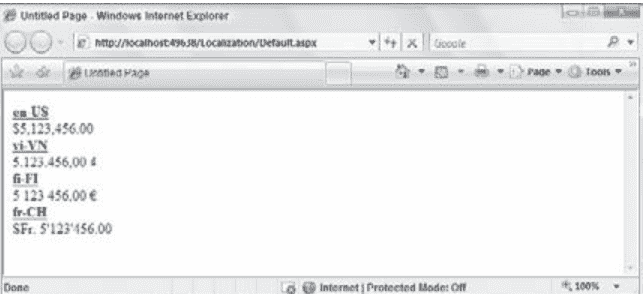 Untitled Page - Windows Internet Explorer
http://localhost:49638/Localization/Default.aspx
Google
Untitled Page
Page
Tools
en-US
$5,123,456.00
vi-VN
5.123.456,00 ₫
fi-FI
5 123 456,00 €
fr-CH
SFr. 5'123'456.00
Done
Internet | Protected Mode: Off
100%